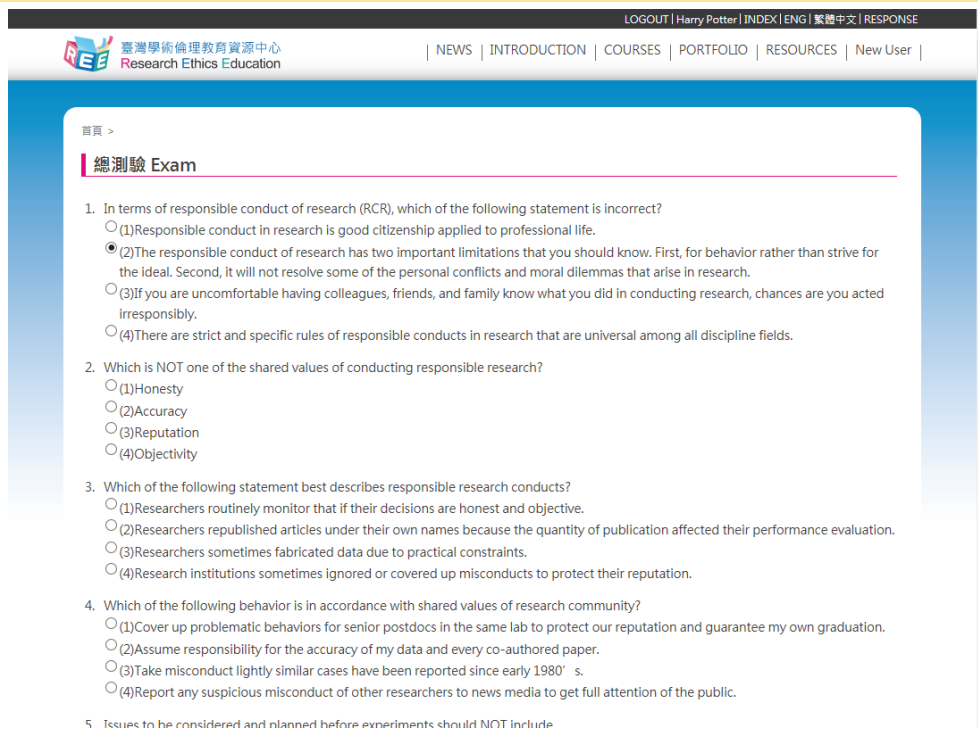 LOGOUT | Harry Potter | INDEX | ENG | 繁體中文 | RESPONSE
REE
臺灣學術倫理教育資源中心
Research Ethics Education
| NEWS | INTRODUCTION | COURSES | PORTFOLIO | RESOURCES | New User |
首頁 >
總測驗 Exam
1. In terms of responsible conduct of research (RCR), which of the following statement is incorrect?
(1)Responsible conduct in research is good citizenship applied to professional life.
(2)The responsible conduct of research has two important limitations that you should know. First, for behavior rather than strive for
the ideal. Second, it will not resolve some of the personal conflicts and moral dilemmas that arise in research.
(3)If you are uncomfortable having colleagues, friends, and family know what you did in conducting research, chances are you acted
irresponsibly.
(4)There are strict and specific rules of responsible conducts in research that are universal among all discipline fields.
2. Which is NOT one of the shared values of conducting responsible research?
(1)Honesty
(2)Accuracy
(3)Reputation
(4)Objectivity
3. Which of the following statement best describes responsible research conducts?
(1)Researchers routinely monitor that if their decisions are honest and objective.
(2)Researchers republished articles under their own names because the quantity of publication affected their performance evaluation.
(3)Researchers sometimes fabricated data due to practical constraints.
(4)Research institutions sometimes ignored or covered up misconducts to protect their reputation.
4. Which of the following behavior is in accordance with shared values of research community?
(1)Cover up problematic behaviors for senior postdocs in the same lab to protect our reputation and guarantee my own graduation.
(2)Assume responsibility for the accuracy of my data and every co-authored paper.
(3)Take misconduct lightly similar cases have been reported since early 1980' s.
(4)Report any suspicious misconduct of other researchers to news media to get full attention of the public.
5. Issues to be considered and planned before experiments should NOT include